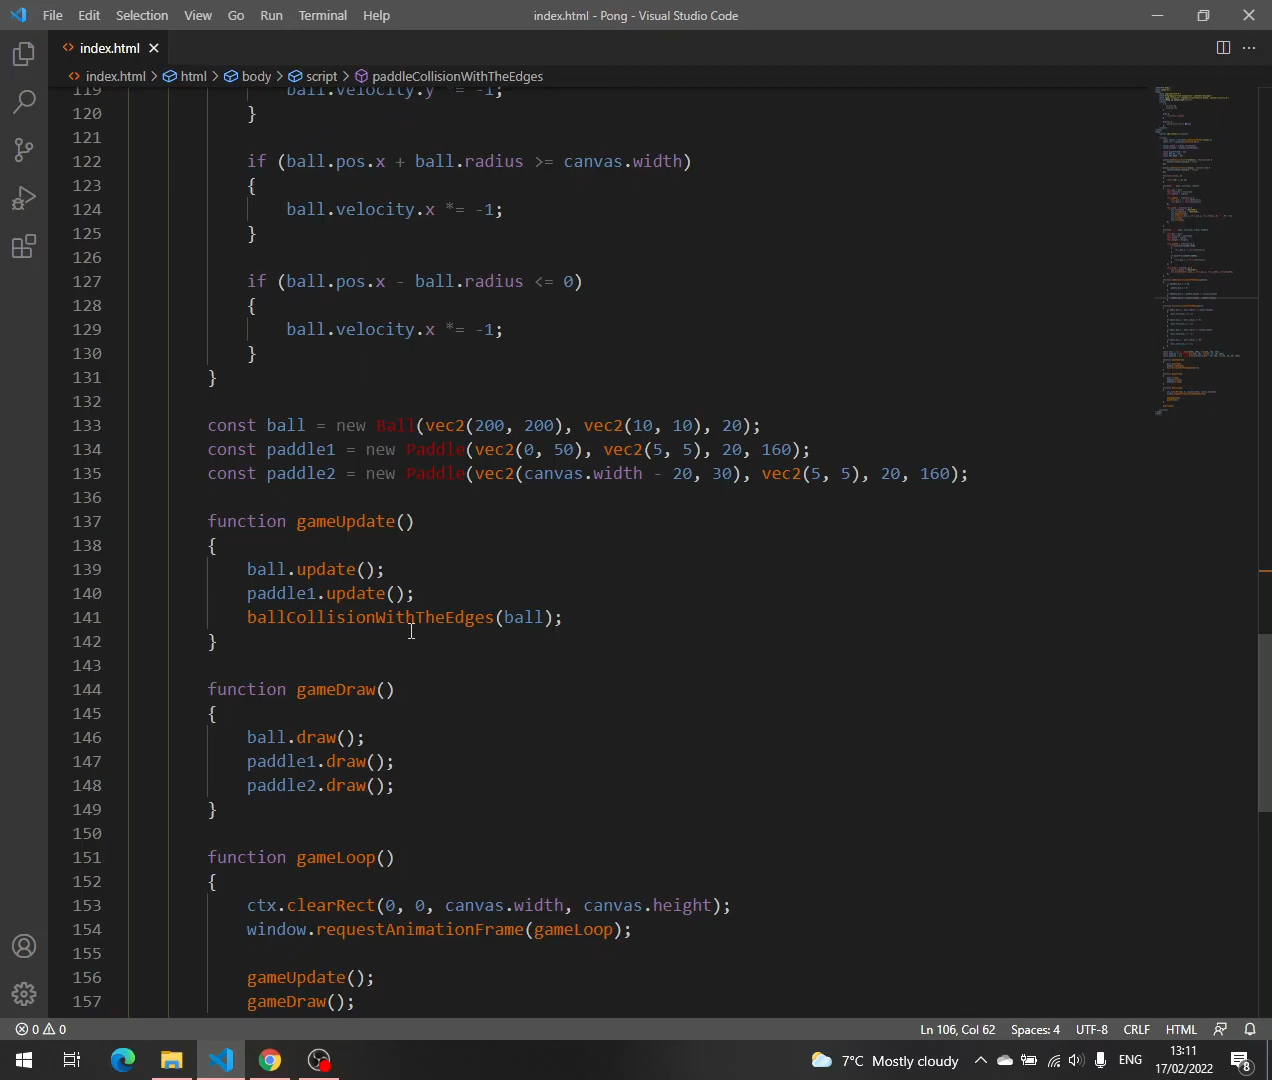 File Edit Selection View Go Run Terminal Help index.html - Pong - Visual Studio Code
index.html
index.html > html > body > script > paddleCollisionWithTheEdges
119 ball.velocity.y *= -1;
120 }
121
122 if (ball.pos.x + ball.radius >= canvas.width)
123 {
124 ball.velocity.x *= -1;
125 }
126
127 if (ball.pos.x - ball.radius <= 0)
128 {
129 ball.velocity.x *= -1;
130 }
131 }
132
133 const ball = new Ball(vec2(200, 200), vec2(10, 10), 20);
134 const paddle1 = new Paddle(vec2(0, 50), vec2(5, 5), 20, 160);
135 const paddle2 = new Paddle(vec2(canvas.width - 20, 30), vec2(5, 5), 20, 160);
136
137 function gameUpdate()
138 {
139 ball.update();
140 paddle1.update();
141 ballCollisionWithTheEdges(ball);
142 }
143
144 function gameDraw()
145 {
146 ball.draw();
147 paddle1.draw();
148 paddle2.draw();
149 }
150
151 function gameLoop()
152 {
153 ctx.clearRect(0, 0, canvas.width, canvas.height);
154 window.requestAnimationFrame(gameLoop);
155
156 gameUpdate();
157 gameDraw();
0 0 Ln 106, Col 62 Spaces: 4 UTF-8 CRLF HTML
7°C Mostly cloudy ENG 13:11
17/02/2022 8